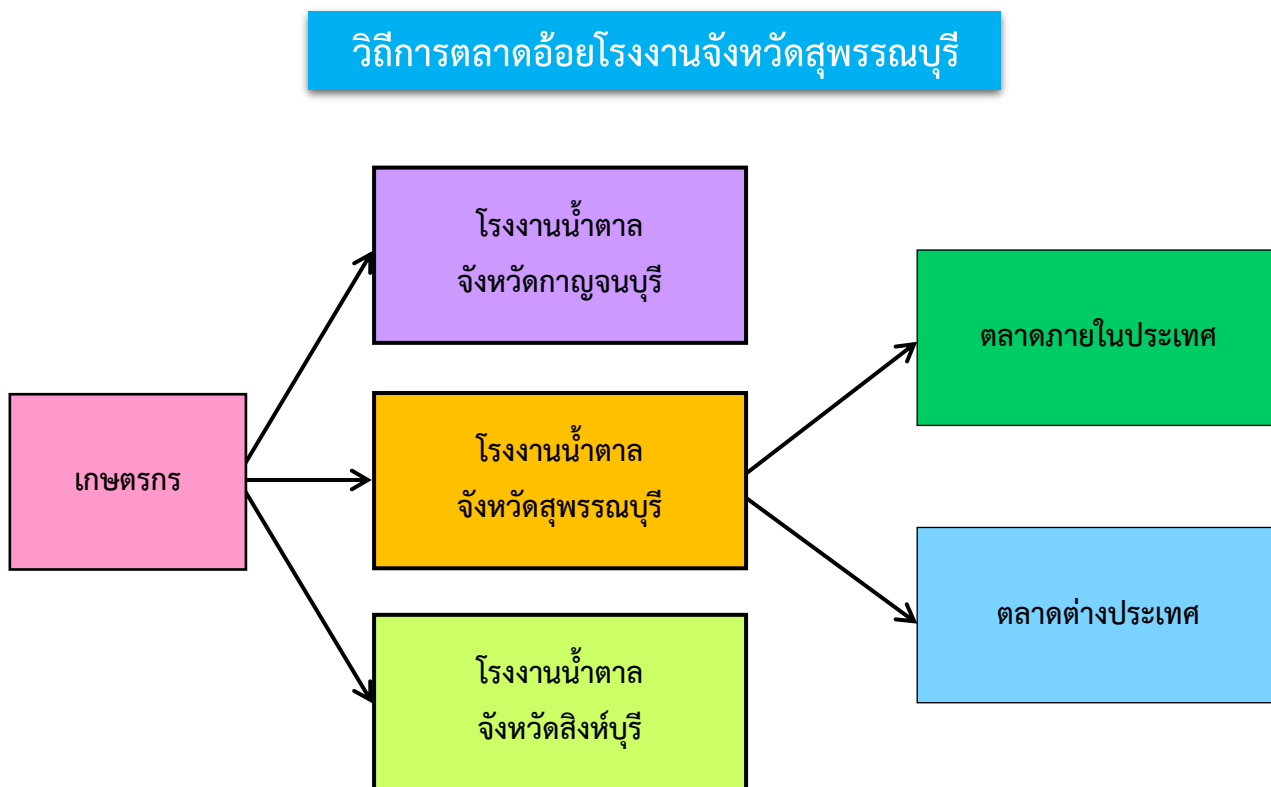 วิถีการตลาดอ้อยโรงงานจังหวัดสุพรรณบุรี
โรงงานน้ำตาล
จังหวัดกาญจนบุรี
ตลาดภายในประเทศ
เกษตรกร
โรงงานน้ำตาล
จังหวัดสุพรรณบุรี
ตลาดต่างประเทศ
โรงงานน้ำตาล
จังหวัดสิงห์บุรี